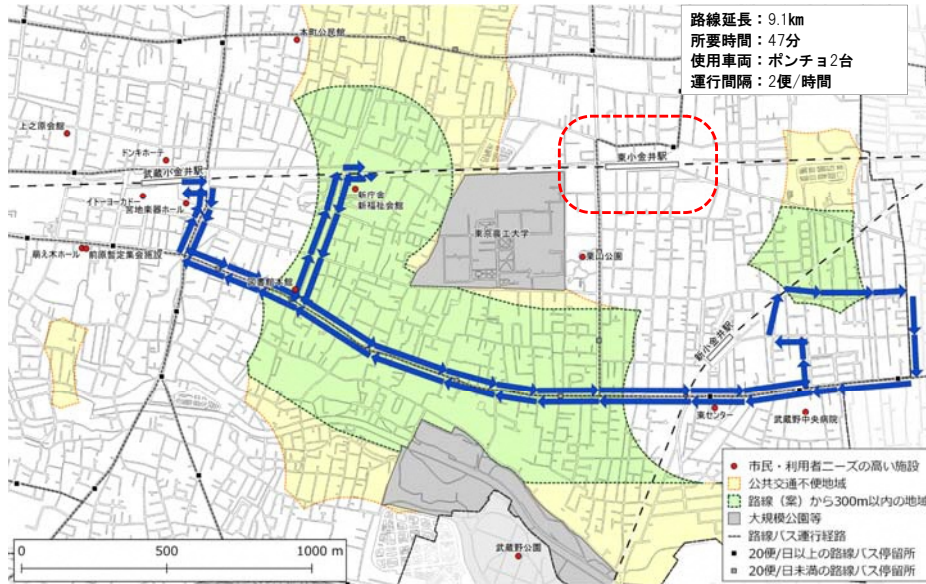 路線延長：9.1km
所要時間：47分
使用車両：ポンチョ2台
運行間隔：2便/時間
本町公民館
上之原会館
ドンキホーテ
武蔵小金井駅
東小金井駅
イトーヨーカドー
宮地楽器ホール
新福祉会館
東京農工大学
萌え木ホール
前原暫定集会施設
栗山公園
図書館本館
新小金井駅
東センター
武蔵野中央病院
武蔵野公園
市民・利用者ニーズの高い施設
公共交通不便地域
路線（案）から300m以内の地域
大規模公園等
路線バス運行経路
20便/日以上の路線バス停留所
20便/日未満の路線バス停留所
0 500 1000 m